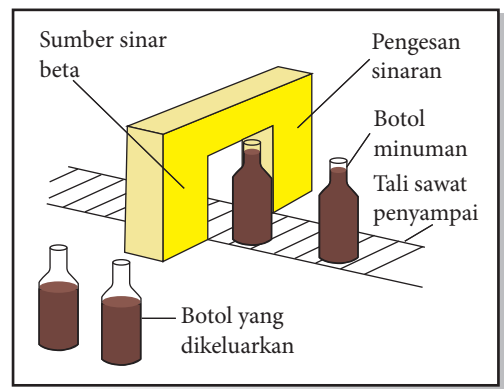 Sumber sinar
beta
Pengesan
sinaran
Botol
minuman
Tali sawat
penyampai
Botol yang
dikeluarkan